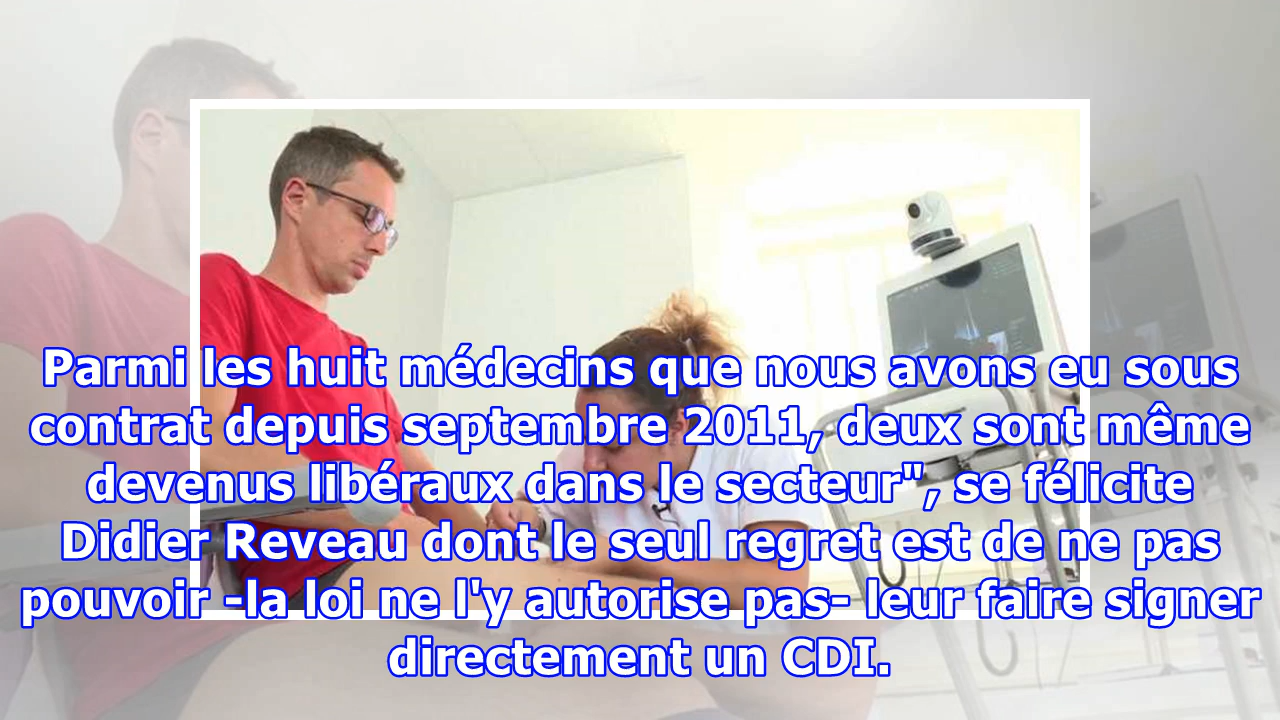 Parmi les huit médecins que nous avons eu sous
contrat depuis septembre 2011, deux sont même
devenus libéraux dans le secteur", se félicite
Didier Reveau dont le seul regret est de ne pas
pouvoir -la loi ne l'y autorise pas- leur faire signer
directement un CDI.